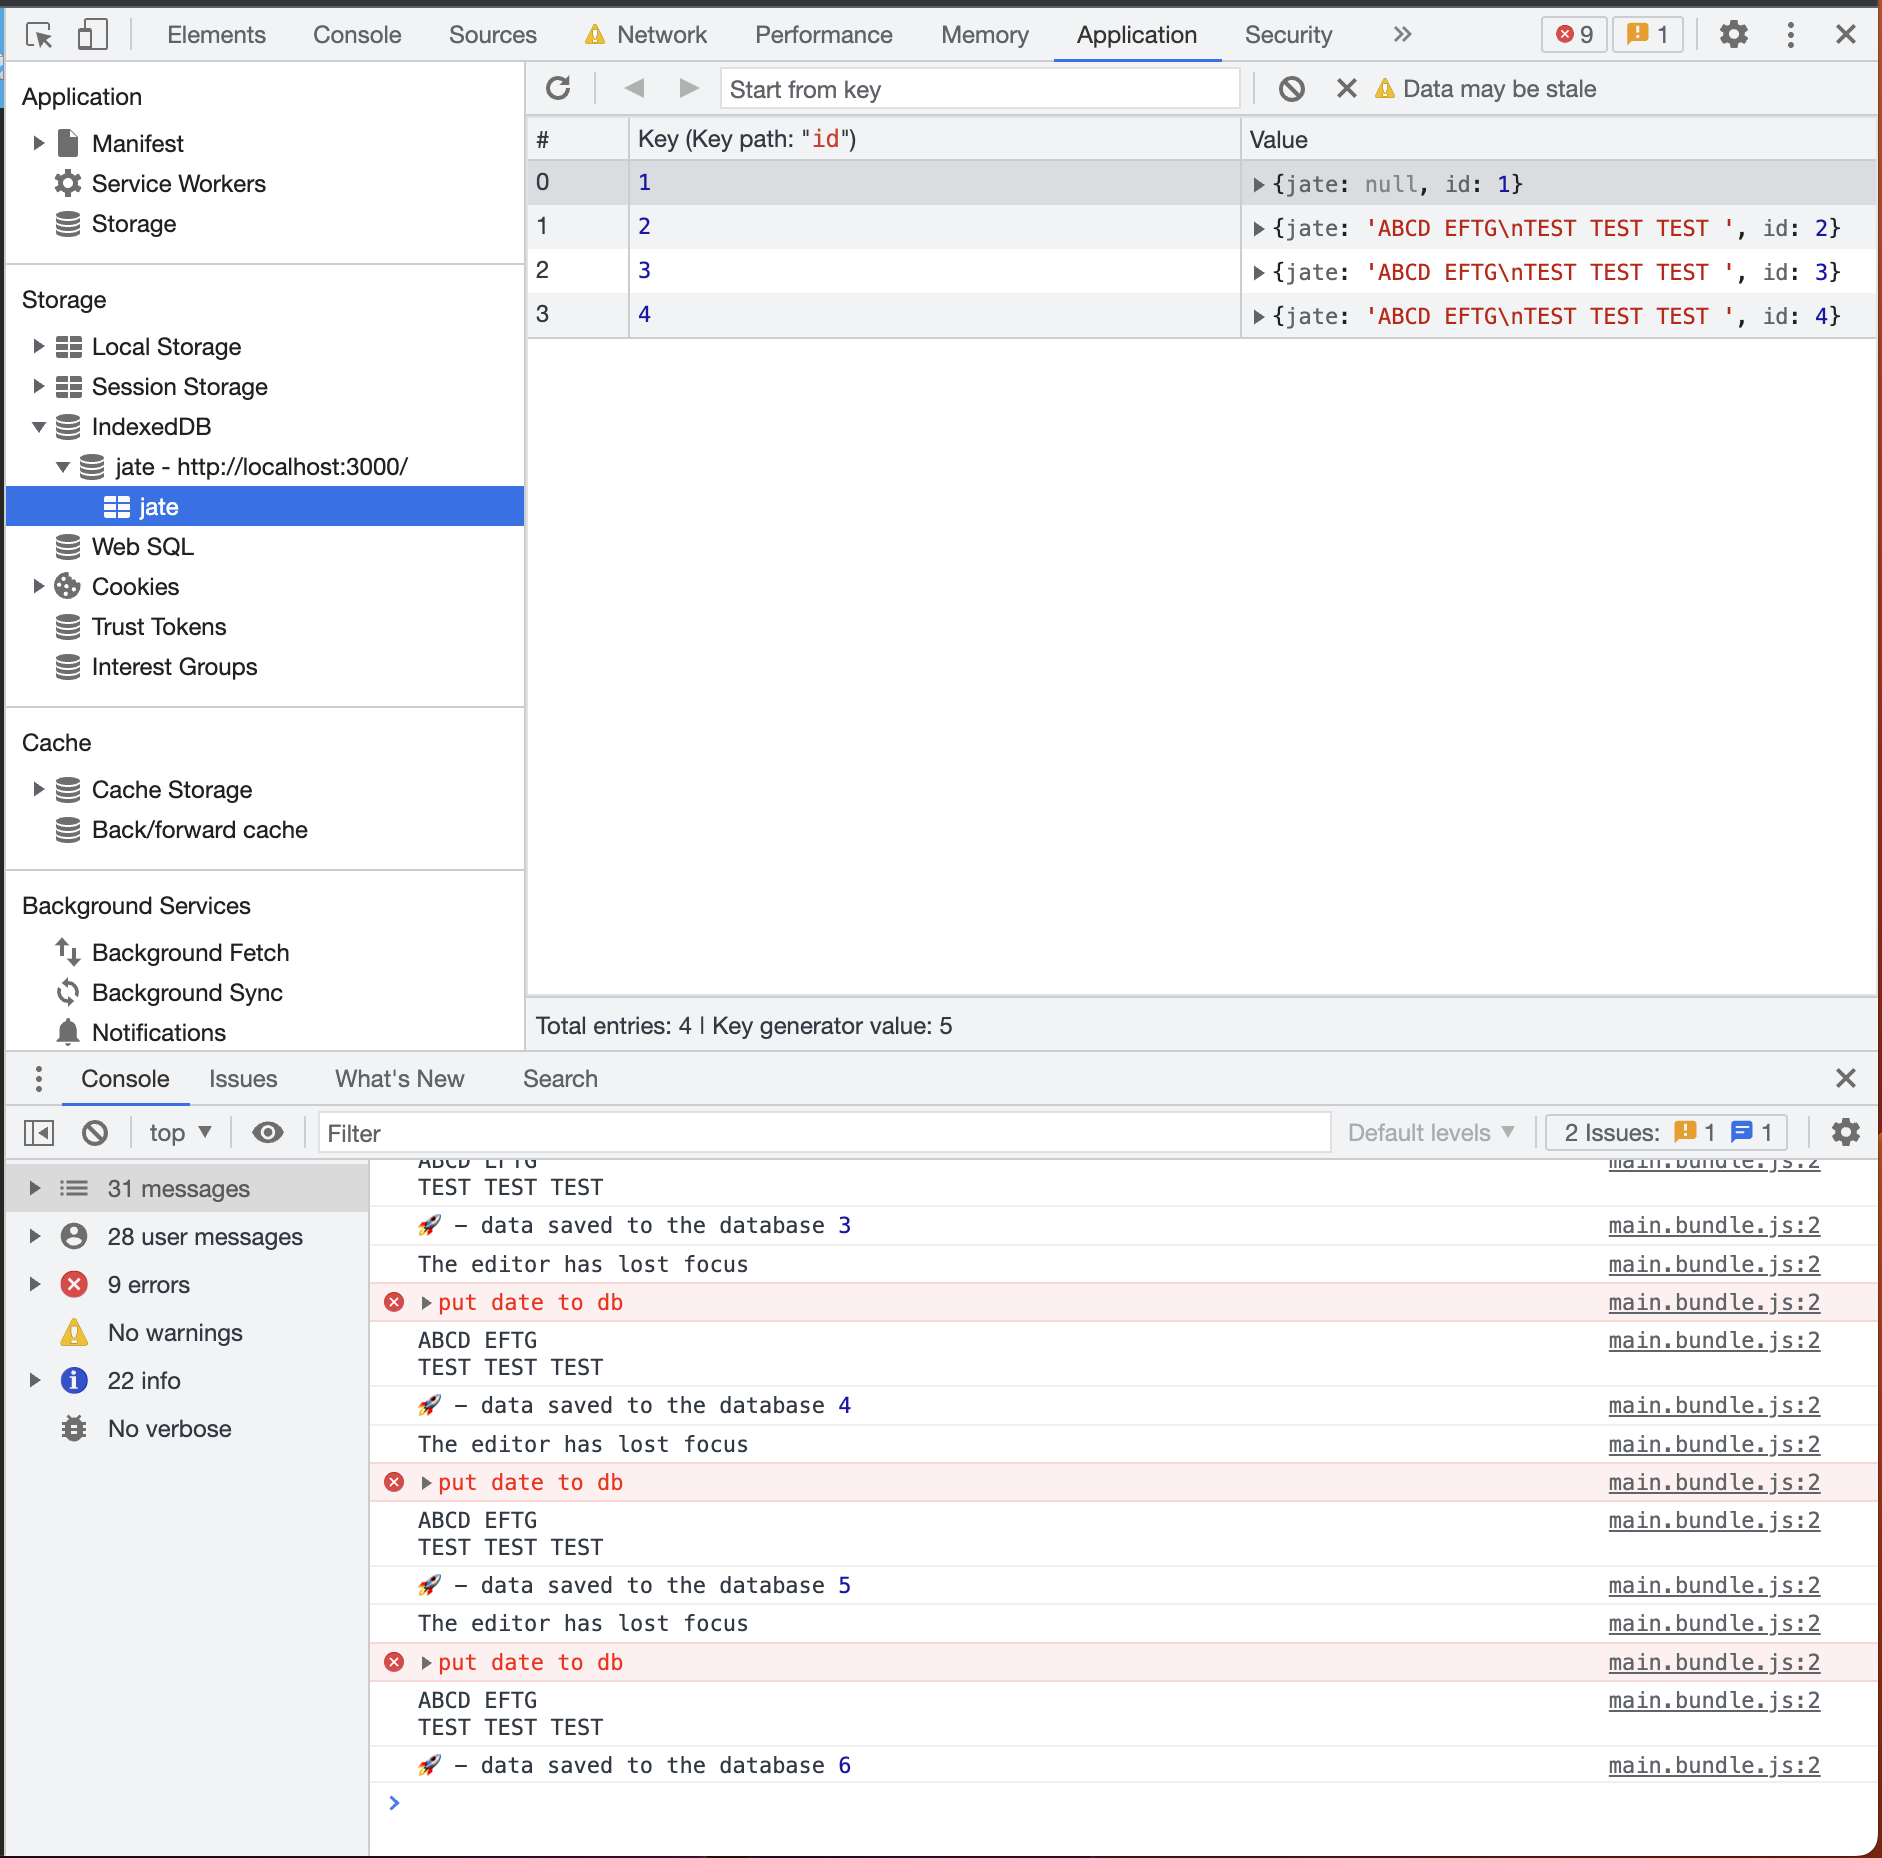 Elements Console Sources Network Performance Memory Application Security 9 1
Application
Manifest
Service Workers
Storage
Storage
Local Storage
Session Storage
IndexedDB
jate - http://localhost:3000/
jate
Web SQL
Cookies
Trust Tokens
Interest Groups
Cache
Cache Storage
Back/forward cache
Background Services
Background Fetch
Background Sync
Notifications
Start from key Data may be stale
# Key (Key path: "id") Value
0 1 {jate: null, id: 1}
1 2 {jate: 'ABCD EFTG\nTEST TEST TEST ', id: 2}
2 3 {jate: 'ABCD EFTG\nTEST TEST TEST ', id: 3}
3 4 {jate: 'ABCD EFTG\nTEST TEST TEST ', id: 4}
Total entries: 4 | Key generator value: 5
Console Issues What's New Search
top Filter Default levels 2 Issues: 1 1
31 messages
28 user messages
9 errors
No warnings
22 info
No verbose
ABCD EFTG main.bundle.js:2
TEST TEST TEST
🚀 – data saved to the database 3 main.bundle.js:2
The editor has lost focus main.bundle.js:2
put date to db main.bundle.js:2
ABCD EFTG main.bundle.js:2
TEST TEST TEST
🚀 – data saved to the database 4 main.bundle.js:2
The editor has lost focus main.bundle.js:2
put date to db main.bundle.js:2
ABCD EFTG main.bundle.js:2
TEST TEST TEST
🚀 – data saved to the database 5 main.bundle.js:2
The editor has lost focus main.bundle.js:2
put date to db main.bundle.js:2
ABCD EFTG main.bundle.js:2
TEST TEST TEST
🚀 – data saved to the database 6 main.bundle.js:2